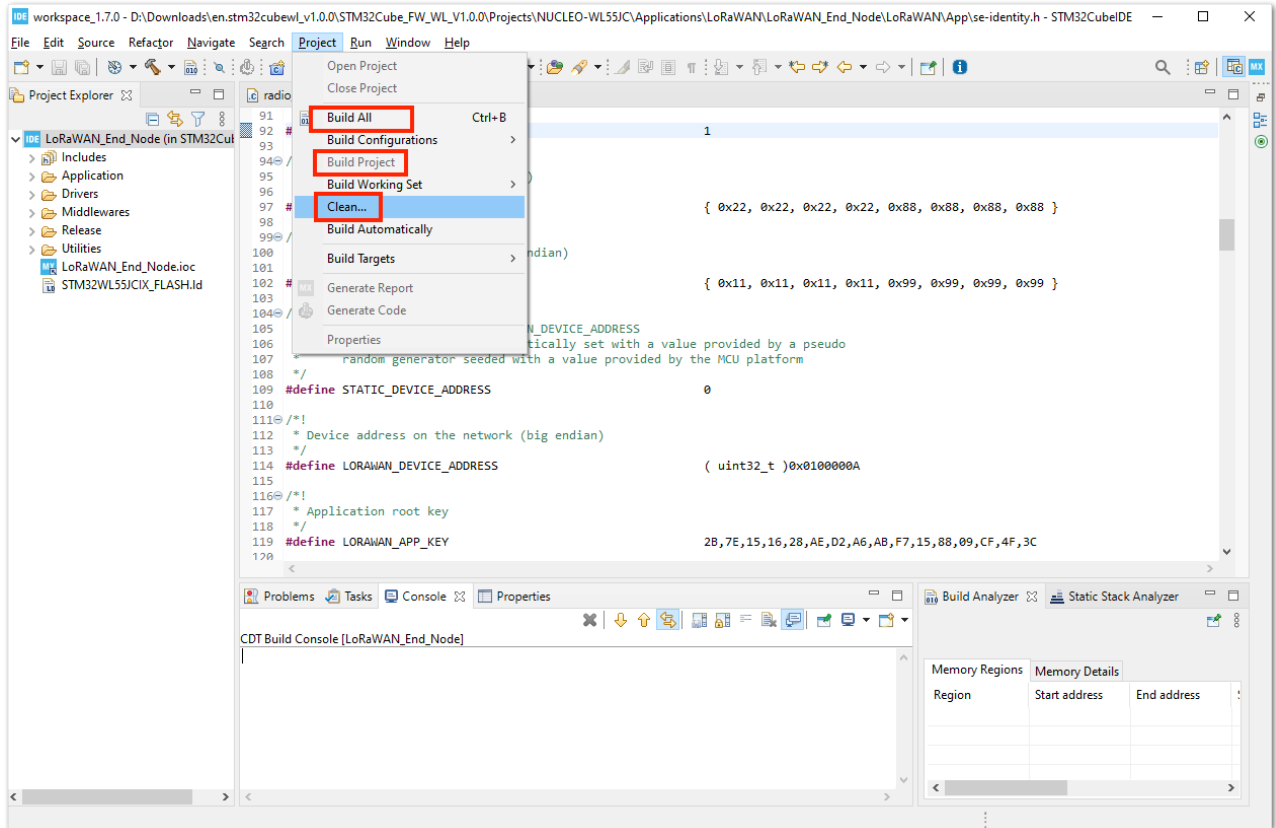 workspace_1.7.0 - D:\Downloads\en.stm32cubewl_v1.0.0\STM32Cube_FW_WL_V1.0.0\Projects\NUCLEO-WL55JC\Applications\LoRaWAN\LoRaWAN_End_Node\LoRaWAN\App\se-identity.h - STM32CubeIDE
File Edit Source Refactor Navigate Search Project Run Window Help
Project Explorer
LoRaWAN_End_Node (in STM32Cu
Includes
Application
Drivers
Middlewares
Release
Utilities
LoRaWAN_End_Node.ioc
STM32WL55JCIX_FLASH.ld
Open Project
Close Project
Build All Ctrl+B
Build Configurations
Build Project
Build Working Set
Clean...
Build Automatically
Build Targets
Generate Report
Generate Code
Properties
radio
91
92 # 1
93
94 /
95 )
96
97 # { 0x22, 0x22, 0x22, 0x22, 0x88, 0x88, 0x88, 0x88 }
98
99 /
100 ndian)
101
102 # { 0x11, 0x11, 0x11, 0x11, 0x99, 0x99, 0x99, 0x99 }
103
104 /
105 N_DEVICE_ADDRESS
106 tically set with a value provided by a pseudo
107 * random generator seeded with a value provided by the MCU platform
108 */
109 #define STATIC_DEVICE_ADDRESS 0
110
111 /*!
112 * Device address on the network (big endian)
113 */
114 #define LORAWAN_DEVICE_ADDRESS ( uint32_t )0x0100000A
115
116 /*!
117 * Application root key
118 */
119 #define LORAWAN_APP_KEY 2B,7E,15,16,28,AE,D2,A6,AB,F7,15,88,09,CF,4F,3C
120
Problems Tasks Console Properties
CDT Build Console [LoRaWAN_End_Node]
Build Analyzer Static Stack Analyzer
Memory Regions Memory Details
Region Start address End address